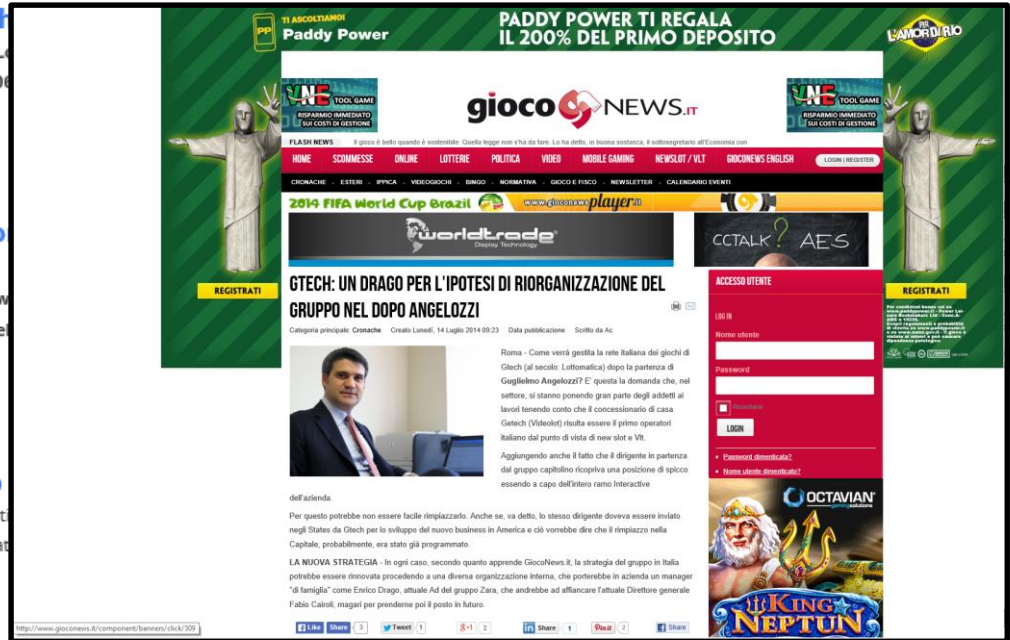 TI ASCOLTIAMO!
PP
Paddy Power
PADDY POWER TI REGALA
IL 200% DEL PRIMO DEPOSITO
PER
L'AMOR DI RIO
VNE TOOL GAME
RISPARMIO IMMEDIATO
SUI COSTI DI GESTIONE
gioco NEWS.IT
VNE TOOL GAME
RISPARMIO IMMEDIATO
SUI COSTI DI GESTIONE
FLASH NEWS Il gioco è bello quando è sostenibile: Quella legge non s'ha da fare. Lo ha detto, in buona sostanza, il sottosegretario all'Economia con
HOME SCOMMESSE ONLINE LOTTERIE POLITICA VIDEO MOBILE GAMING NEWSLOT / VLT GIOCONEWS ENGLISH LOGIN | REGISTER
CRONACHE - ESTERI - IPPICA - VIDEOGIOCHI - BINGO - NORMATIVA - GIOCO E FISCO - NEWSLETTER - CALENDARIO EVENTI
2014 FIFA World Cup Brazil www.gioconewsplayer.it
worldtrade
Display Technology
CCTALK? AES
GTECH: UN DRAGO PER L'IPOTESI DI RIORGANIZZAZIONE DEL
GRUPPO NEL DOPO ANGELOZZI
Categoria principale: Cronache Creato Lunedì, 14 Luglio 2014 09:23 Data pubblicazione Scritto da Ac
Roma - Come verrà gestita la rete italiana dei giochi di
Gtech (al secolo: Lottomatica) dopo la partenza di
Guglielmo Angelozzi? E' questa la domanda che, nel
settore, si stanno ponendo gran parte degli addetti ai
lavori tenendo conto che il concessionario di casa
Getech (Videolot) risulta essere il primo operatori
italiano dal punto di vista di new slot e Vlt.
Aggiungendo anche il fatto che il dirigente in partenza
dal gruppo capitolino ricopriva una posizione di spicco
essendo a capo dell'intero ramo Interactive
dell'azienda.
Per questo potrebbe non essere facile rimpiazzarlo. Anche se, va detto, lo stesso dirigente doveva essere inviato
negli States da Gtech per lo sviluppo del nuovo business in America e ciò vorrebbe dire che il rimpiazzo nella
Capitale, probabilmente, era stato già programmato.
LA NUOVA STRATEGIA - In ogni caso, secondo quanto apprende GiocoNews.it, la strategia del gruppo in Italia
potrebbe essere rinnovata procedendo a una diversa organizzazione interna, che porterebbe in azienda un manager
"di famiglia" come Enrico Drago, attuale Ad del gruppo Zara, che andrebbe ad affiancare l'attuale Direttore generale
Fabio Cairoli, magari per prenderne poi il posto in futuro.
Like Share 3 Tweet 1 g+1 2 in Share 1 Pin it 2 f Share
ACCESSO UTENTE
LOG IN
Nome utente
Password
Ricordami
LOGIN
Password dimenticata?
Nome utente dimenticato?
OCTAVIAN
gaming solutions
KING
NEPTUN
REGISTRATI
REGISTRATI
http://www.gioconews.it/component/banners/click/309